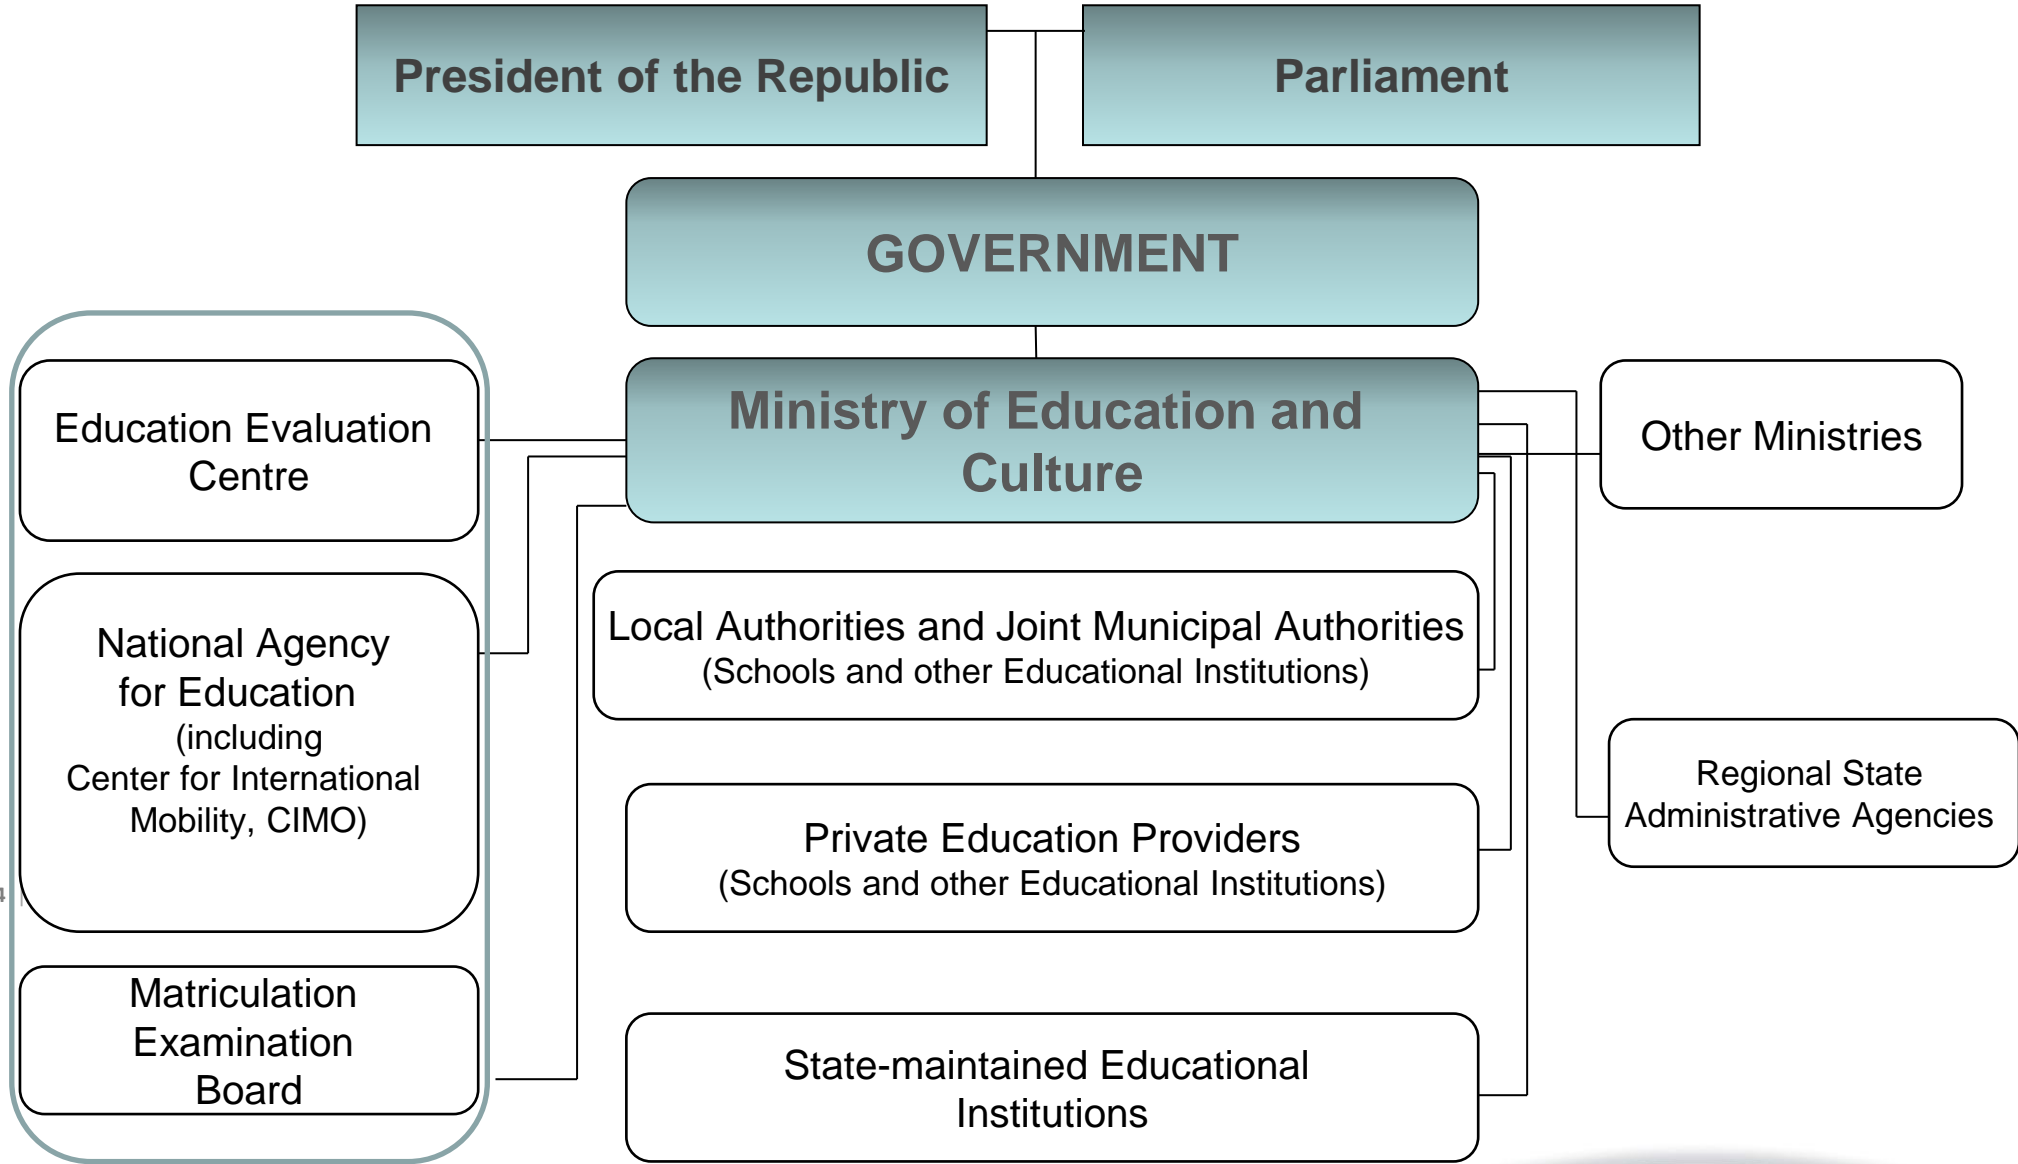 President of the Republic
Parliament
GOVERNMENT
Ministry of Education and
Culture
Education Evaluation
Centre
National Agency
for Education
(including
Center for International
Mobility, CIMO)
Matriculation
Examination
Board
Local Authorities and Joint Municipal Authorities
(Schools and other Educational Institutions)
Private Education Providers
(Schools and other Educational Institutions)
State-maintained Educational
Institutions
Other Ministries
Regional State
Administrative Agencies
4